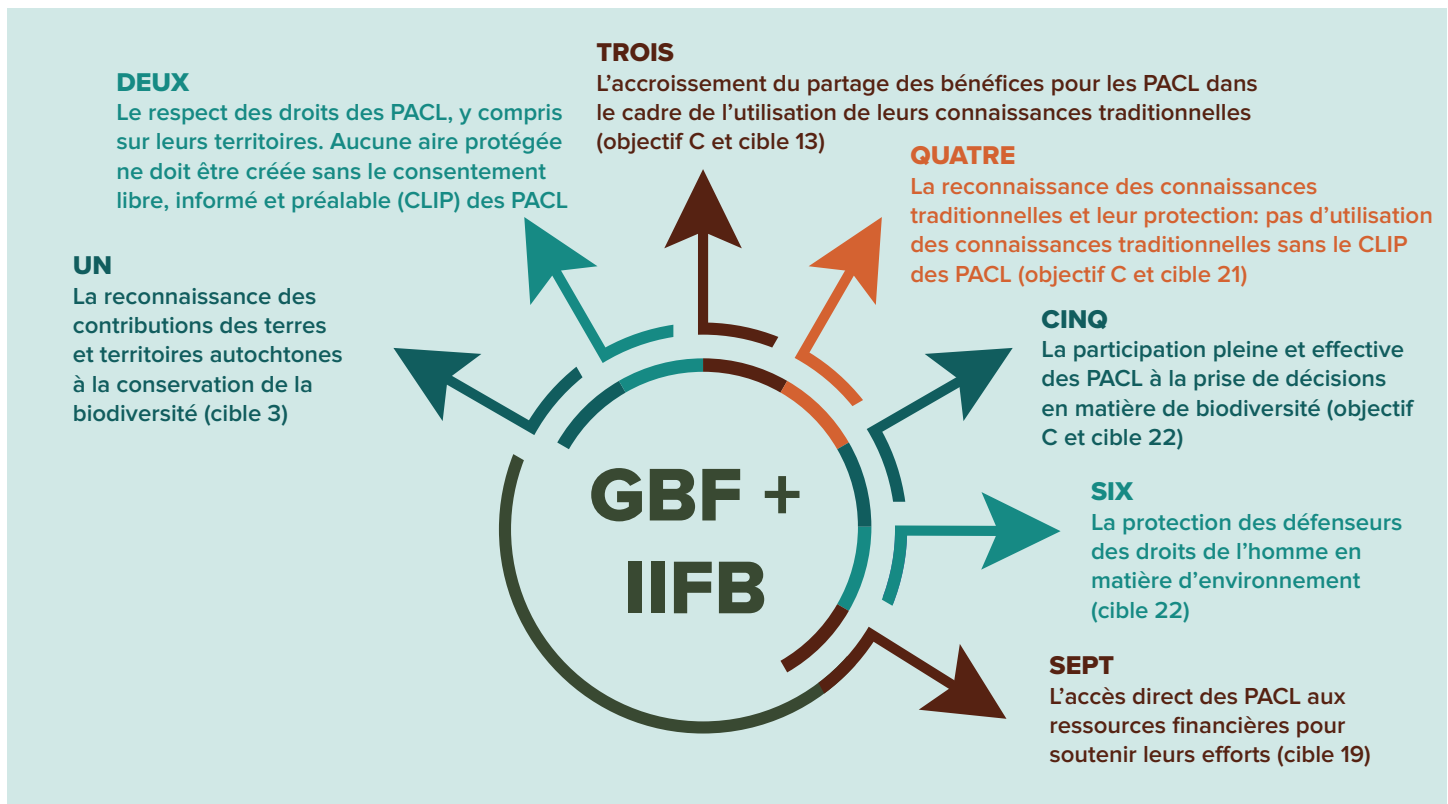 UN
La reconnaissance des
contributions des terres
et territoires autochtones
à la conservation de la
biodiversité (cible 3)
DEUX
Le respect des droits des PACL, y compris
sur leurs territoires. Aucune aire protégée
ne doit être créée sans le consentement
libre, informé et préalable (CLIP) des PACL
TROIS
L’accroissement du partage des bénéfices pour les PACL dans
le cadre de l’utilisation de leurs connaissances traditionnelles
(objectif C et cible 13)
QUATRE
La reconnaissance des connaissances
traditionnelles et leur protection: pas d’utilisation
des connaissances traditionnelles sans le CLIP
des PACL (objectif C et cible 21)
CINQ
La participation pleine et effective
des PACL à la prise de décisions
en matière de biodiversité (objectif
C et cible 22)
SIX
La protection des défenseurs
des droits de l’homme en
matière d’environnement
(cible 22)
SEPT
L’accès direct des PACL aux
ressources financières pour
soutenir leurs efforts (cible 19)
GBF +
IIFB